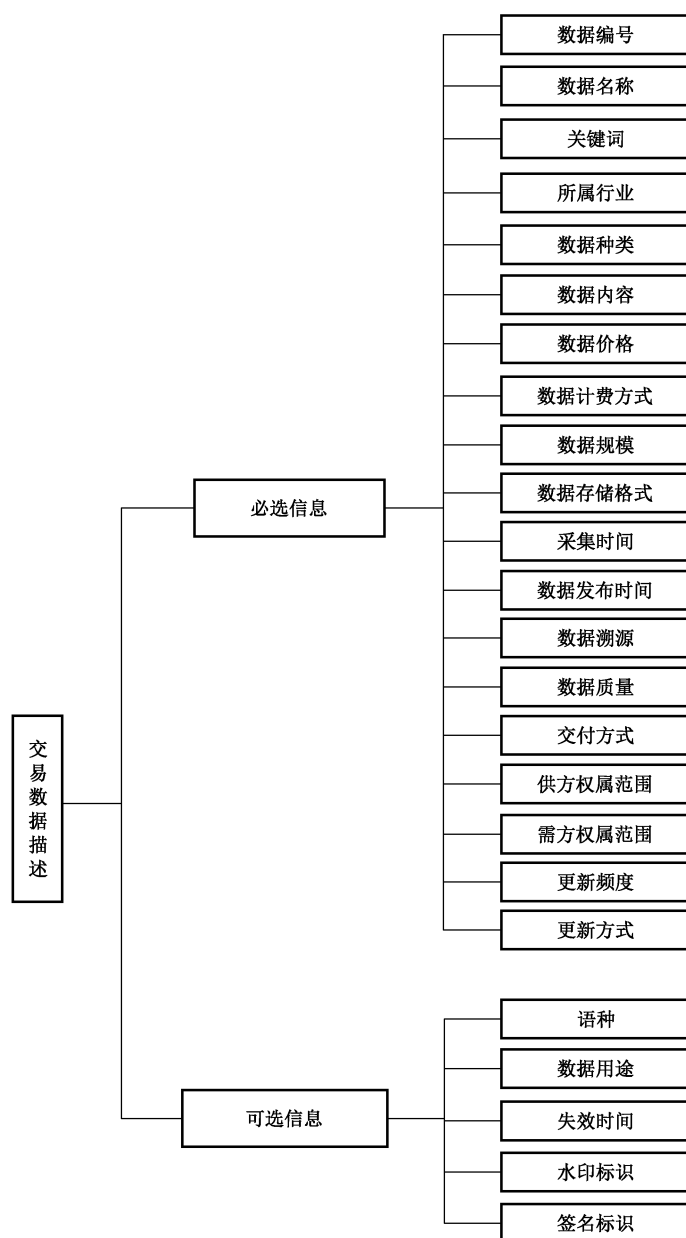 交易数据描述
必选信息
数据编号
数据名称
关键词
所属行业
数据种类
数据内容
数据价格
数据计费方式
数据规模
数据存储格式
采集时间
数据发布时间
数据溯源
数据质量
交付方式
供方权属范围
需方权属范围
更新频度
更新方式
可选信息
语种
数据用途
失效时间
水印标识
签名标识